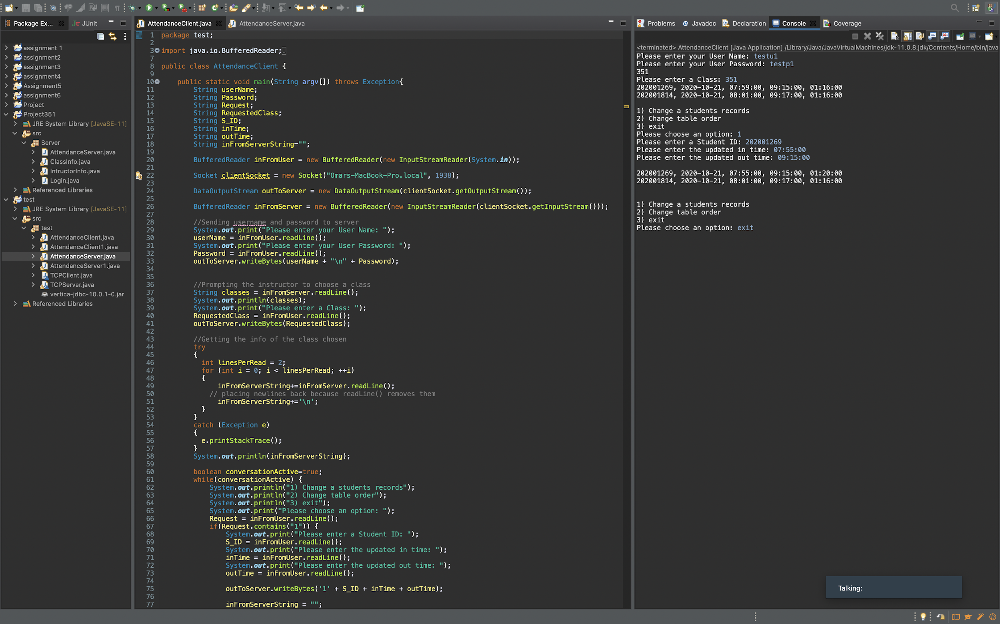 Package Ex...
JUnit
assignment 1
assignment2
assignment3
assignment4
Assignment5
assignment6
Project
Project351
JRE System Library [JavaSE-11]
src
Server
AttendanceServer.java
ClassInfo.java
IntructorInfo.java
Login.java
Referenced Libraries
test
JRE System Library [JavaSE-11]
src
test
AttendanceClient.java
AttendanceClient1.java
AttendanceServer.java
AttendanceServer1.java
TCPClient.java
TCPServer.java
vertica-jdbc-10.0.1-0.jar
Referenced Libraries
AttendanceClient.java
AttendanceServer.java
1 package test;
2
3 import java.io.BufferedReader;
7
8 public class AttendanceClient {
9
10 public static void main(String argv[]) throws Exception{
11 String userName;
12 String Password;
13 String Request;
14 String RequestedClass;
15 String S_ID;
16 String inTime;
17 String outTime;
18 String inFromServerString="";
19
20 BufferedReader inFromUser = new BufferedReader(new InputStreamReader(System.in));
21
22 Socket clientSocket = new Socket("Omars-MacBook-Pro.local", 1938);
23
24 DataOutputStream outToServer = new DataOutputStream(clientSocket.getOutputStream());
25
26 BufferedReader inFromServer = new BufferedReader(new InputStreamReader(clientSocket.getInputStream()));
27
28 //Sending username and password to server
29 System.out.print("Please enter your User Name: ");
30 userName = inFromUser.readLine();
31 System.out.print("Please enter your User Password: ");
32 Password = inFromUser.readLine();
33 outToServer.writeBytes(userName + "\n" + Password);
34
35
36 //Prompting the instructor to choose a class
37 String classes = inFromServer.readLine();
38 System.out.println(classes);
39 System.out.print("Please enter a Class: ");
40 RequestedClass = inFromUser.readLine();
41 outToServer.writeBytes(RequestedClass);
42
43 //Getting the info of the class chosen
44 try
45 {
46 int linesPerRead = 2;
47 for (int i = 0; i < linesPerRead; ++i)
48 {
49 inFromServerString+=inFromServer.readLine();
50 // placing newlines back because readLine() removes them
51 inFromServerString+='\n';
52 }
53 }
54 catch (Exception e)
55 {
56 e.printStackTrace();
57 }
58 System.out.println(inFromServerString);
59
60 boolean conversationActive=true;
61 while(conversationActive) {
62 System.out.println("1) Change a students records");
63 System.out.println("2) Change table order");
64 System.out.println("3) exit");
65 System.out.print("Please choose an option: ");
66 Request = inFromUser.readLine();
67 if(Request.contains("1")) {
68 System.out.print("Please enter a Student ID: ");
69 S_ID = inFromUser.readLine();
70 System.out.print("Please enter the updated in time: ");
71 inTime = inFromUser.readLine();
72 System.out.print("Please enter the updated out time: ");
73 outTime = inFromUser.readLine();
74
75 outToServer.writeBytes('1' + S_ID + inTime + outTime);
76
77 inFromServerString = "";
Problems
@ Javadoc
Declaration
Console
Coverage
<terminated> AttendanceClient [Java Application] /Library/Java/JavaVirtualMachines/jdk-11.0.8.jdk/Contents/Home/bin/java
Please enter your User Name: testu1
Please enter your User Password: testp1
351
Please enter a Class: 351
202001269, 2020-10-21, 07:59:00, 09:15:00, 01:16:00
202001814, 2020-10-21, 08:01:00, 09:17:00, 01:16:00
1) Change a students records
2) Change table order
3) exit
Please choose an option: 1
Please enter a Student ID: 202001269
Please enter the updated in time: 07:55:00
Please enter the updated out time: 09:15:00
202001269, 2020-10-21, 07:55:00, 09:15:00, 01:20:00
202001814, 2020-10-21, 08:01:00, 09:17:00, 01:16:00
1) Change a students records
2) Change table order
3) exit
Please choose an option: exit
Talking: